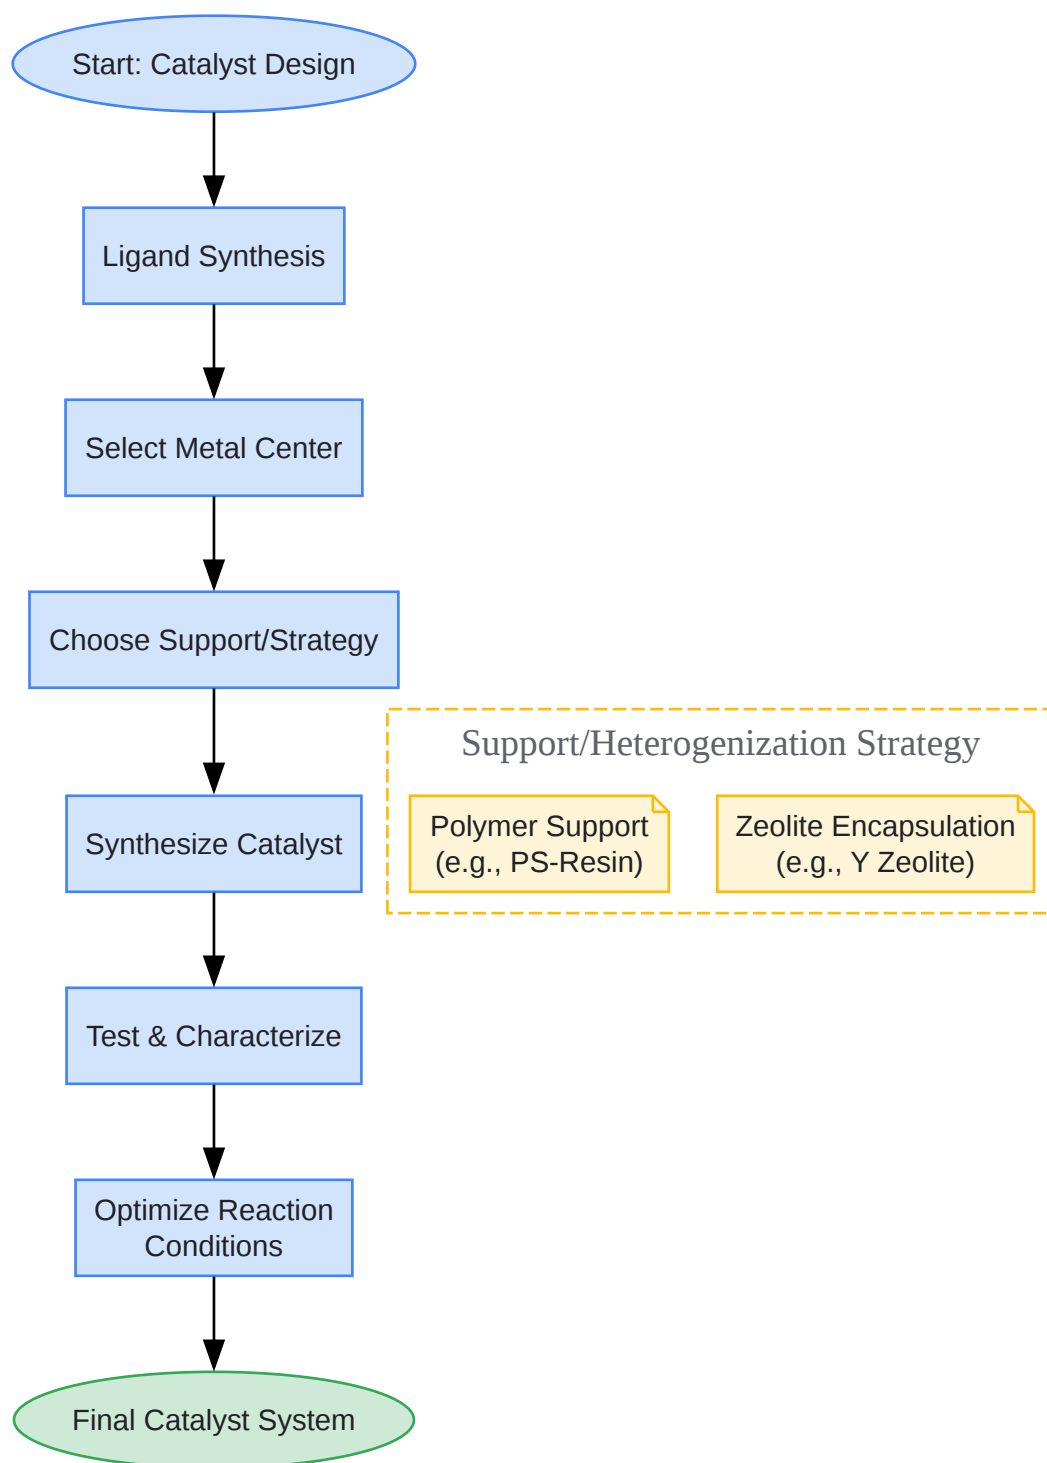 Start: Catalyst Design
Ligand Synthesis
Select Metal Center
Choose Support/Strategy
Support/Heterogenization Strategy
Polymer Support
(e.g., PS-Resin)
Zeolite Encapsulation
(e.g., Y Zeolite)
Synthesize Catalyst
Test & Characterize
Optimize Reaction
Conditions
Final Catalyst System